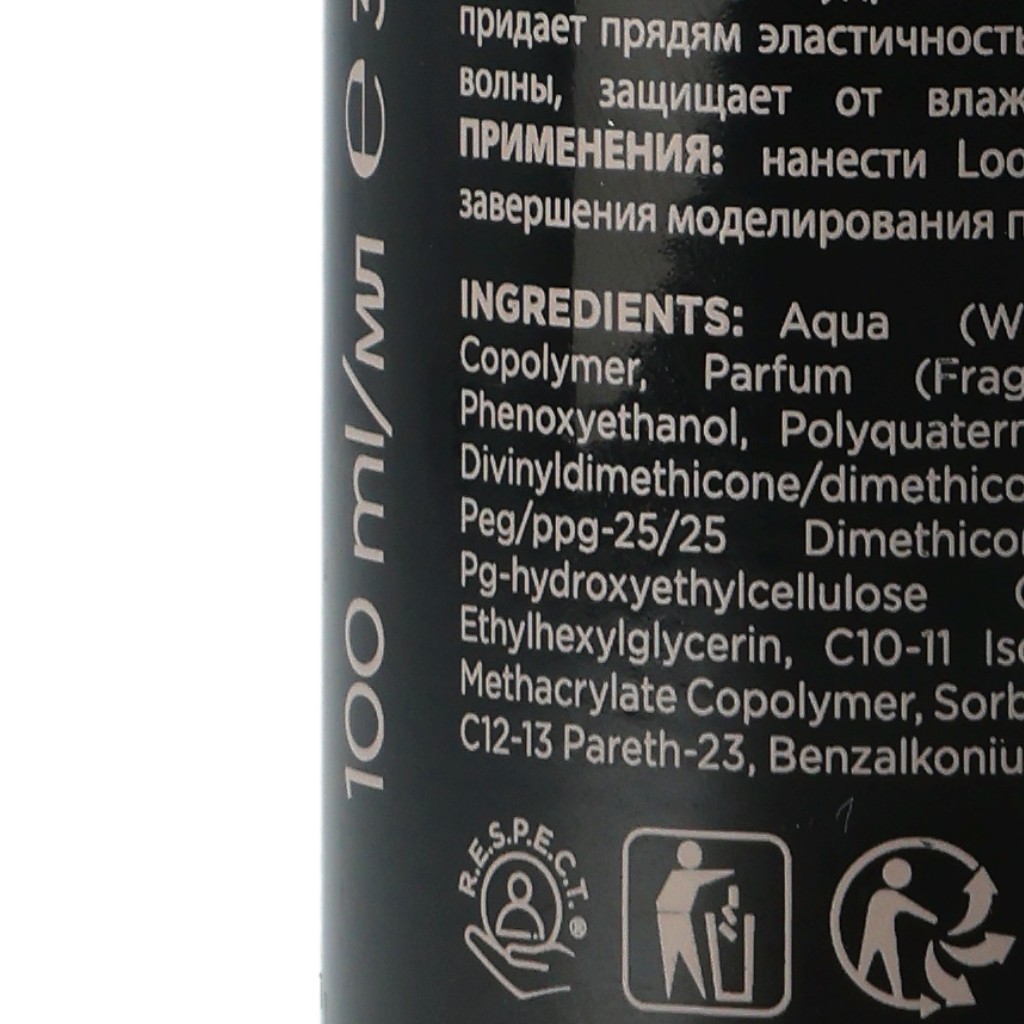 придает прядям эластичность
волны, защищает от
ПРИМЕНЕНИЯ: нанести
завершения моделирования
INGREDIENTS: Aqua
Copolymer, Parfum
Phenoxyethanol,
Divinyldimethicone/
Peg/ppg-25/25
Pg-hydroxyethylcellulose
Ethylhexylglycerin, C10-11
Methacrylate Copolymer,
C12-13 Pareth-23,
100 ml/мл e
R.E.S.P.E.C.T.®